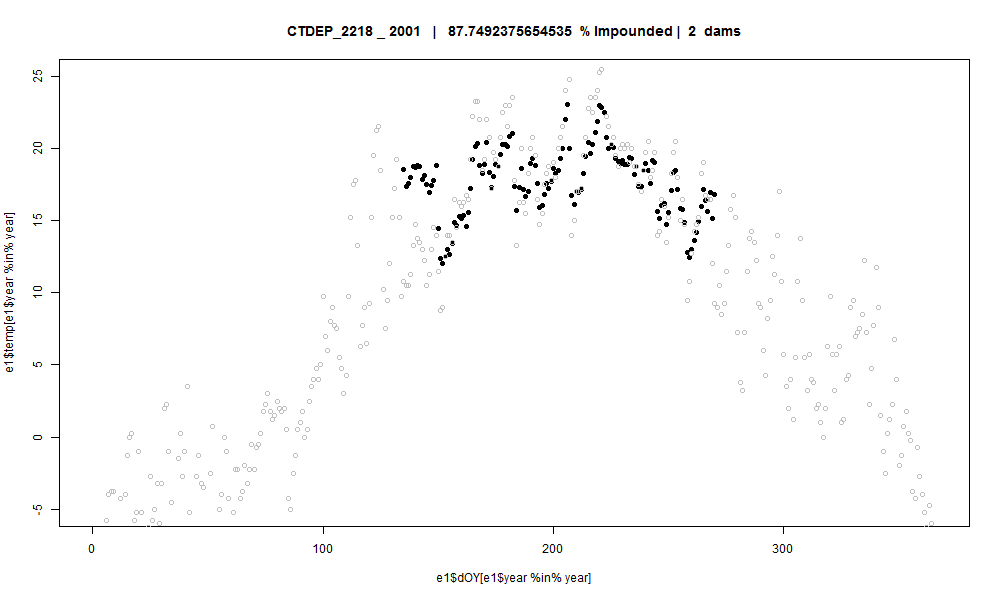 CTDEP_2218 _ 2001 | 87.7492375654535 % Impounded | 2 dams
e1$temp[e1$year %in% year]
25
20
15
10
5
0
-5
0 100 200 300
e1$dOY[e1$year %in% year]